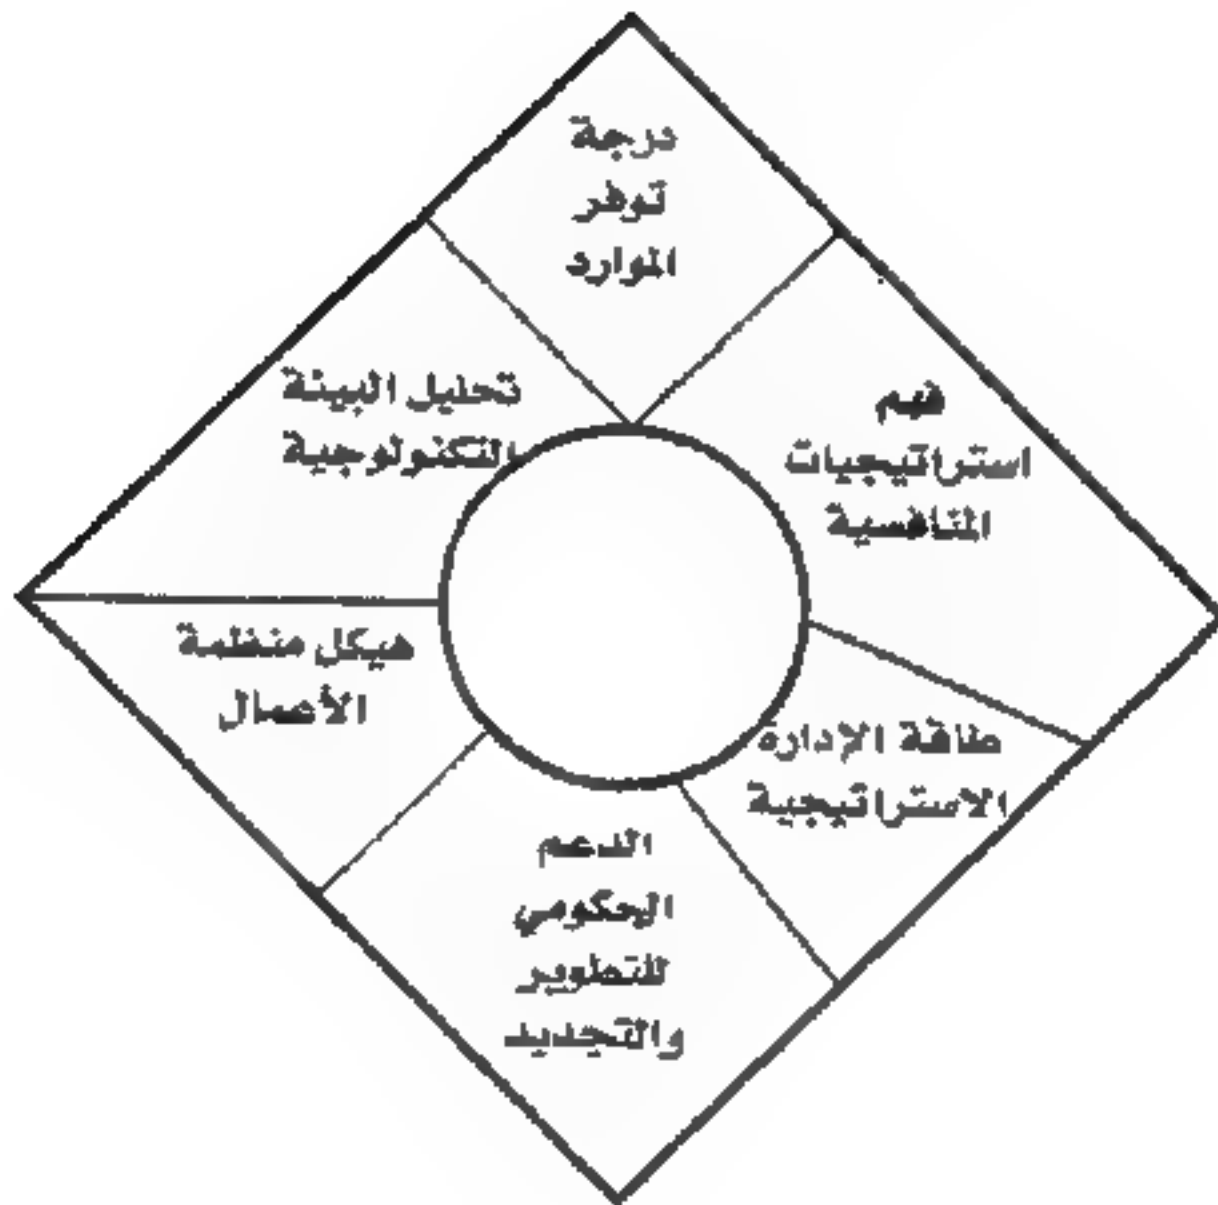 درجة
توفر
الموارد
فهم
استراتيجيات
المنافسية
تحليل البيئة
التكنولوجية
هيكل منظمة
الأعمال
طاقة الإدارة
الاستراتيجية
الدعم
الحكومي
للتطوير
والتجديد